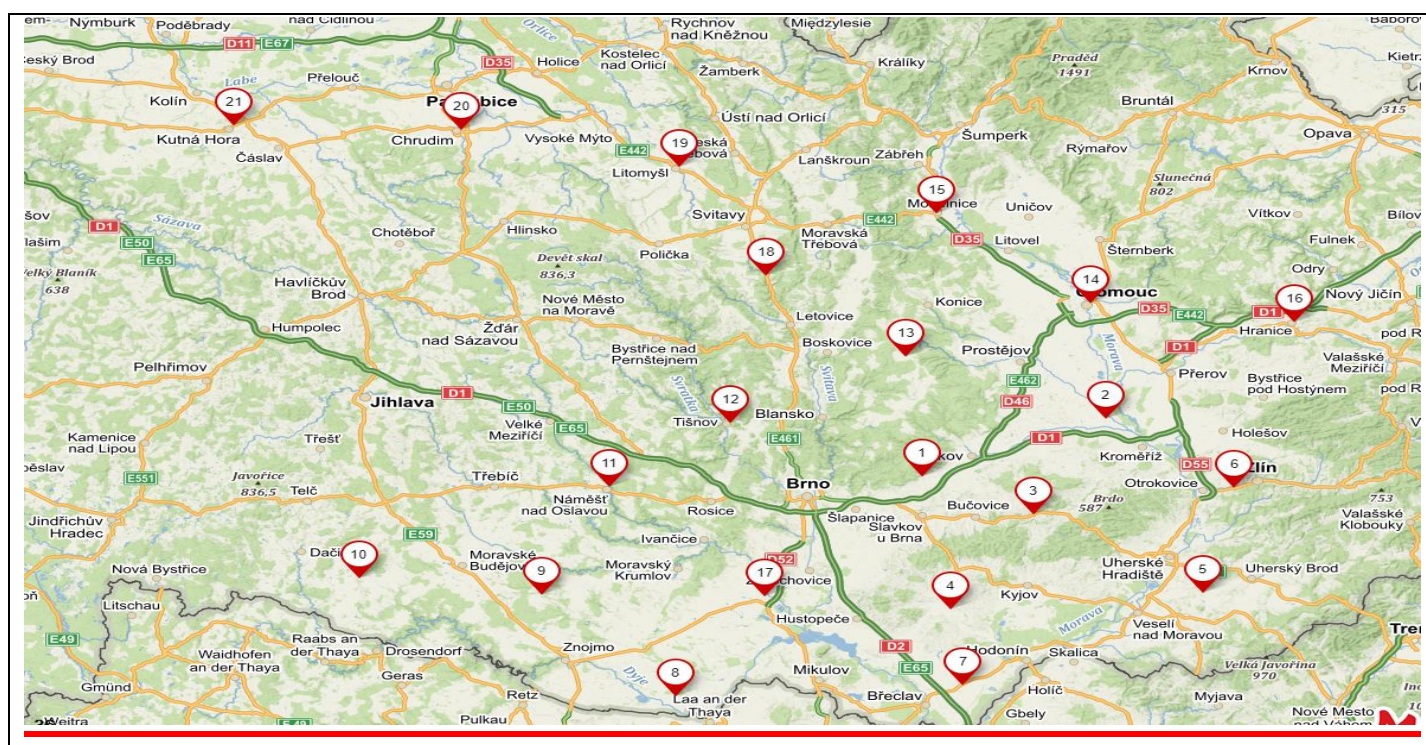 Nymburk
Poděbrady
nad Cidlinou
Orlice
Rychnov
nad Kněžnou
Międzylesie
D11
E67
D35
Holice
Kostelec
nad Orlicí
Žamberk
Králíky
Praděd
1491
Krnov
Český Brod
Přelouč
Labe
Kolín
21
20
Kutná Hora
Chrudim
Čáslav
Vysoké Mýto
Ústí nad Orlicí
Bruntál
315
Opava
Šumperk
Rýmařov
19
E442
Litomyšl
Lanškroun
Zábřeh
Slunečná
802
15
Uničov
Svitavy
E442
Moravská
Třebová
D35
Litovel
Šternberk
Vítkov
Fulnek
Sázava
D1
E50
E65
Chotěboř
Hlinsko
Polička
18
Velký Blaník
638
Devět skal
836,3
Havlíčkův
Brod
Nové Město
na Moravě
Letovice
Konice
14
Odry
16
Nový Jičín
D35
E442
D1
Hranice
Humpolec
Žďár
nad Sázavou
Bystřice nad
Pernštejnem
Boskovice
13
Prostějov
Morava
D1
Valašské
Meziříčí
Pelhřimov
Přerov
Bystřice
pod Hostýnem
E462
D46
2
Jihlava
D1
E50
E65
Velké
Meziříčí
Svratka
12
Tišnov
Blansko
Svitava
E461
Kamenice
nad Lipou
Třešť
1
D1
Kroměříž
Holešov
D55
6
Otrokovice
E551
Javořice
836,5
Telč
Třebíč
11
Náměšť
nad Oslavou
Brno
Rosice
Šlapanice
Slavkov
u Brna
Bučovice
3
Brdo
587
753
Valašské
Klobouky
Jindřichův
Hradec
E59
Ivančice
10
Moravské
9
Moravský
Krumlov
D52
17
Nová Bystřice
Uherské
Hradiště
5
Uherský Brod
4
Kyjov
Litschau
Hustopeče
Morava
Veselí
nad Moravou
E49
Waidhofen
an der Thaya
Raabs an
der Thaya
Drosendorf
Geras
Znojmo
Dyje
8
Laa an der
Thaya
Mikulov
D2
E65
7
Hodonín
Skalica
Velká Javořina
970
Gmünd
Retz
Břeclav
Holíč
Myjava
Pulkau
Gbely
Nové Mesto